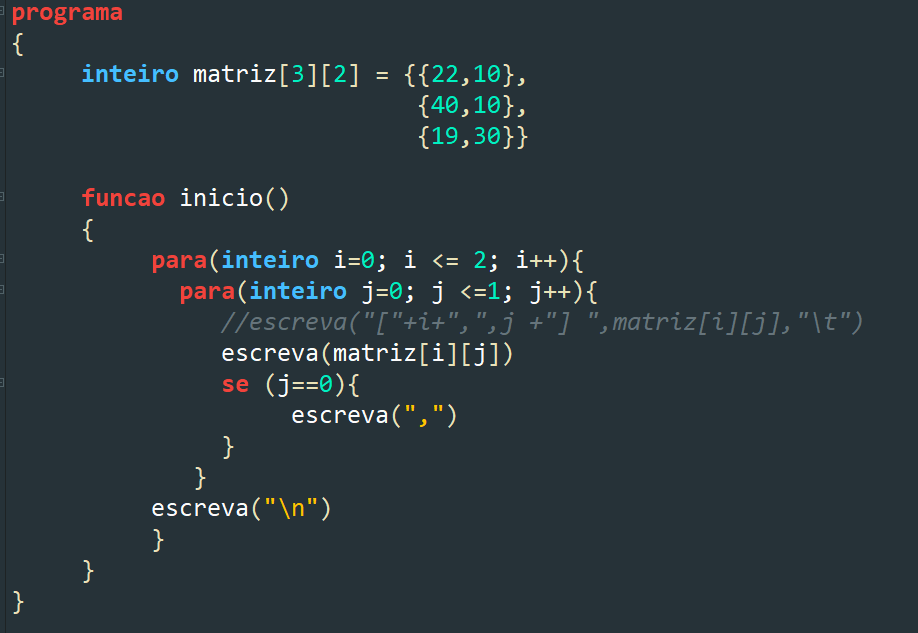 programa
{
inteiro matriz[3][2] = {{22,10},
{40,10},
{19,30}}
funcao inicio()
{
para(inteiro i=0; i <= 2; i++){
para(inteiro j=0; j <=1; j++){
//escreva("["+i+",",j +"] ",matriz[i][j],"\t")
escreva(matriz[i][j])
se (j==0){
escreva(",")
}
}
escreva("\n")
}
}
}